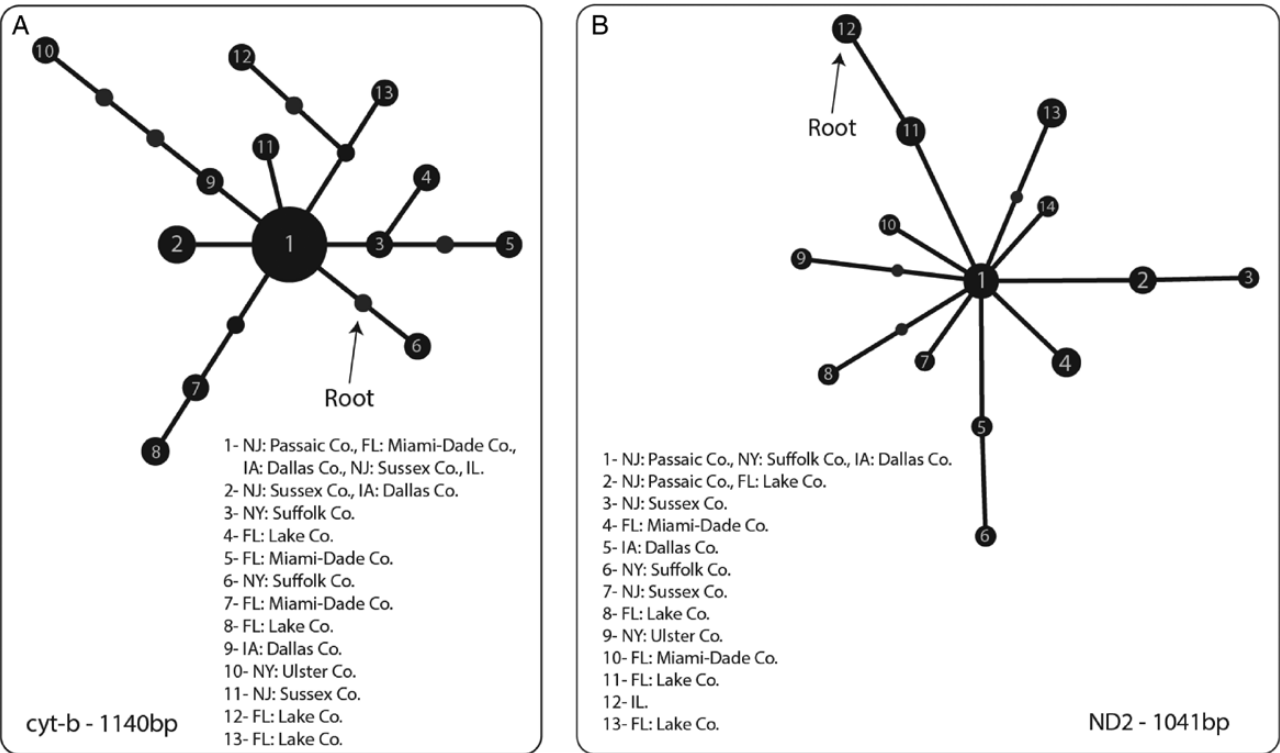 A
10
12
13
11
4
9
2
1
3
5
6
7
8
Root
1- NJ: Passaic Co., FL: Miami-Dade Co.,
IA: Dallas Co., NJ: Sussex Co., IL.
2- NJ: Sussex Co., IA: Dallas Co.
3- NY: Suffolk Co.
4- FL: Lake Co.
5- FL: Miami-Dade Co.
6- NY: Suffolk Co.
7- FL: Miami-Dade Co.
8- FL: Lake Co.
9- IA: Dallas Co.
10- NY: Ulster Co.
11- NJ: Sussex Co.
12- FL: Lake Co.
13- FL: Lake Co.
cyt-b - 1140bp
B
12
Root
11
13
14
10
9
1
2
3
4
7
8
5
6
1- NJ: Passaic Co., NY: Suffolk Co., IA: Dallas Co.
2- NJ: Passaic Co., FL: Lake Co.
3- NJ: Sussex Co.
4- FL: Miami-Dade Co.
5- IA: Dallas Co.
6- NY: Suffolk Co.
7- NJ: Sussex Co.
8- FL: Lake Co.
9- NY: Ulster Co.
10- FL: Miami-Dade Co.
11- FL: Lake Co.
12- IL.
13- FL: Lake Co.
ND2 - 1041bp